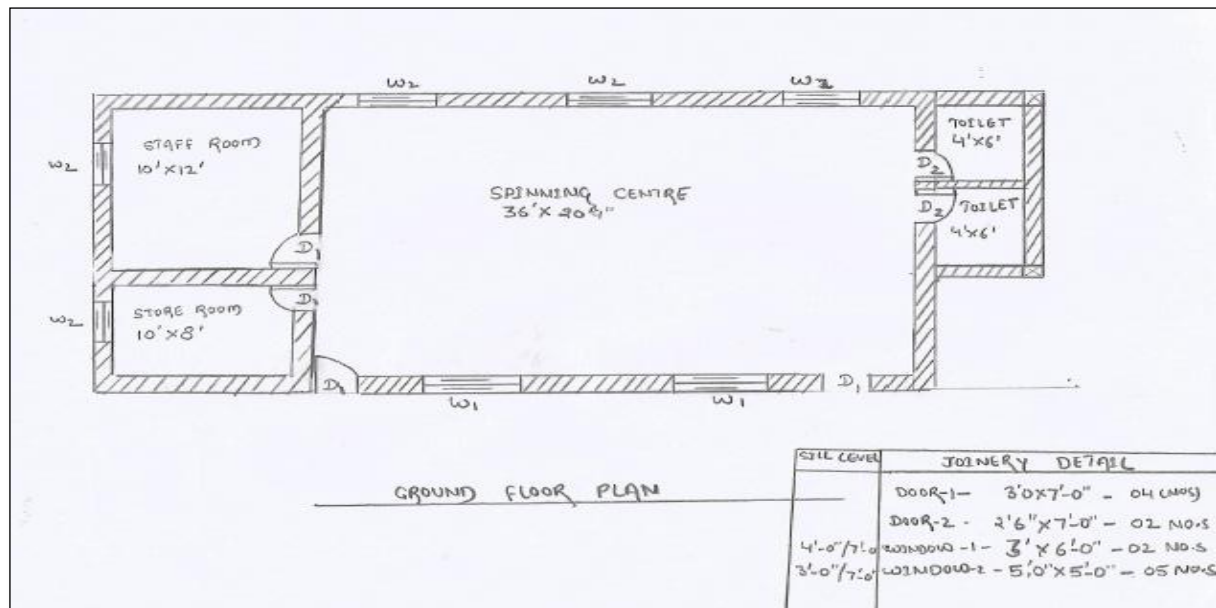 W2 W2 W2
W2
STAFF ROOM
10'X12'
TOILET
4'X6'
D2
D2
TOILET
4'X6'
SPINNING CENTRE
36'X
D1
D1
W2
STORE ROOM
10'X8'
D1
W1
W1
D1
GROUND FLOOR PLAN
SILL LEVEL
JOINERY DETAIL
DOOR-1- 3'0X7'-0" - 04 (NOS)
DOOR-2 - 2'6"X7'-0" - 02 NO.S
4'-0"/7'-0 WINDOW-1- 3' X 6'-0" - 02 NO.S
3'-0"/7'-0" WINDOW-2 - 5'.0"X5'-0" - 05 NO.S